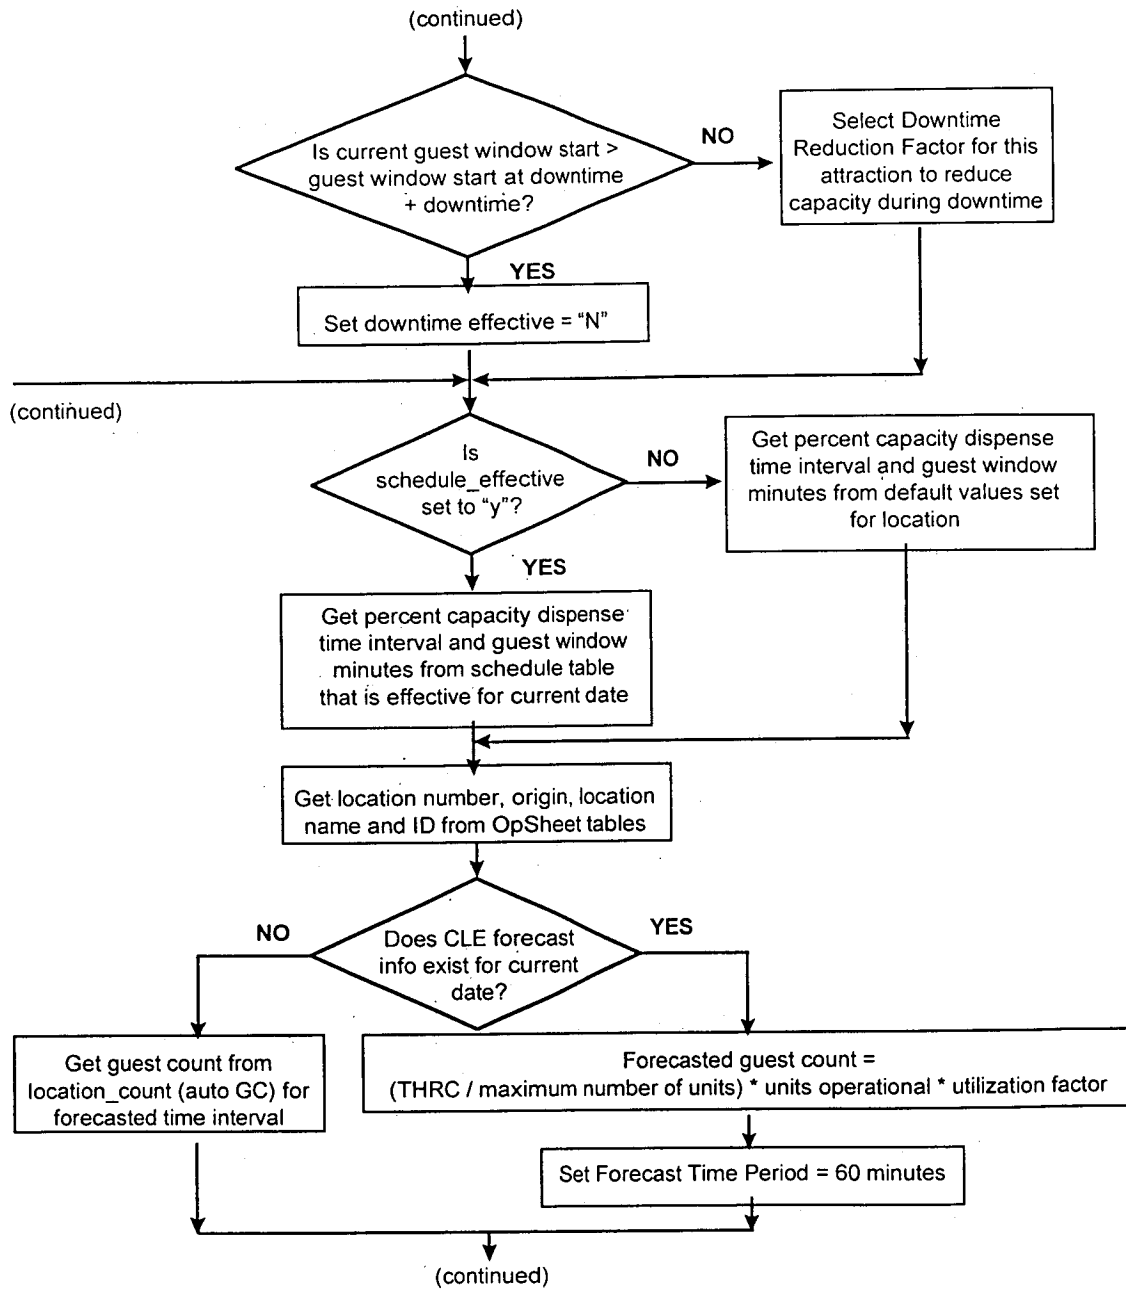 (continued)
Is current guest window start >
guest window start at downtime
+ downtime?
NO
Select Downtime
Reduction Factor for this
attraction to reduce
capacity during downtime
YES
Set downtime effective = "N"
(continued)
Is
schedule_effective
set to "y"?
NO
Get percent capacity dispense
time interval and guest window
minutes from default values set
for location
YES
Get percent capacity dispense
time interval and guest window
minutes from schedule table
that is effective for current date
Get location number, origin, location
name and ID from OpSheet tables
Does CLE forecast
info exist for current
date?
NO
YES
Get guest count from
location_count (auto GC) for
forecasted time interval
Forecasted guest count =
(THRC / maximum number of units) * units operational * utilization factor
Set Forecast Time Period = 60 minutes
(continued)